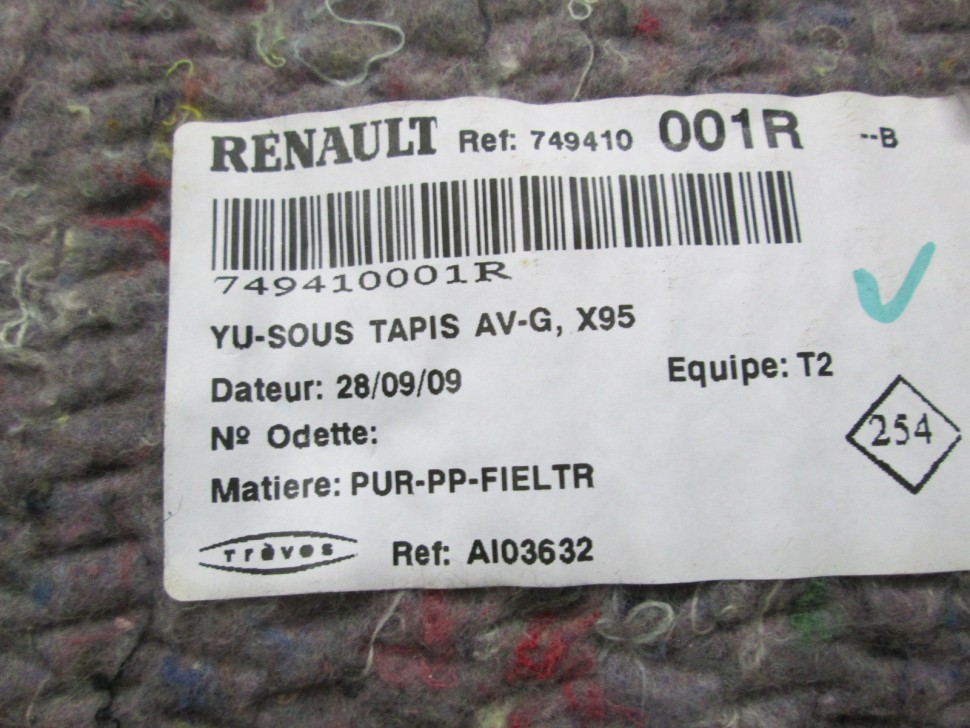 RENAULT Ref: 749410 001R --B
749410001R
YU-SOUS TAPIS AV-G, X95
Dateur: 28/09/09 Equipe: T2
254
Nº Odette:
Matiere: PUR-PP-FIELTR
trèves Ref: AI03632